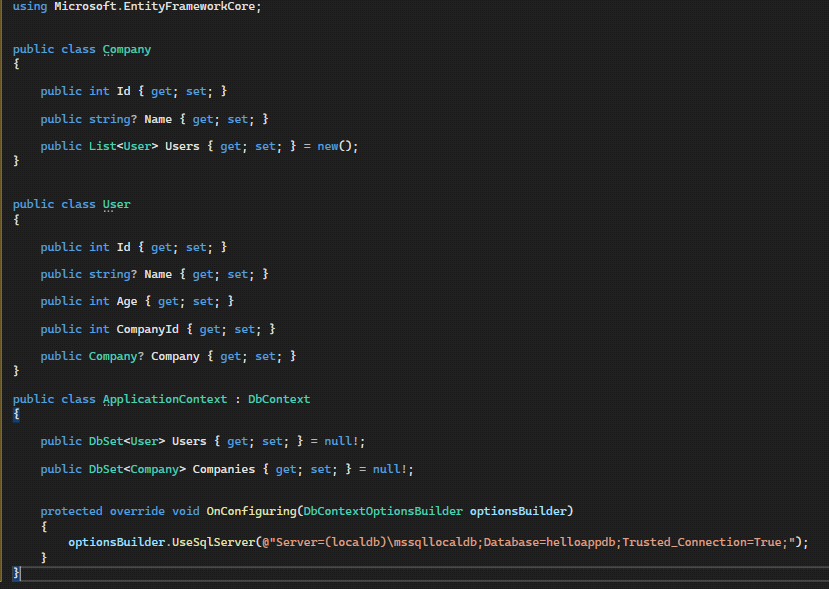 using Microsoft.EntityFrameworkCore;
public class Company
{
public int Id { get; set; }
public string? Name { get; set; }
public List<User> Users { get; set; } = new();
}
public class User
{
public int Id { get; set; }
public string? Name { get; set; }
public int Age { get; set; }
public int CompanyId { get; set; }
public Company? Company { get; set; }
}
public class ApplicationContext : DbContext
{
public DbSet<User> Users { get; set; } = null!;
public DbSet<Company> Companies { get; set; } = null!;
protected override void OnConfiguring(DbContextOptionsBuilder optionsBuilder)
{
optionsBuilder.UseSqlServer(@"Server=(localdb)\mssqllocaldb;Database=helloappdb;Trusted_Connection=True;");
}
}